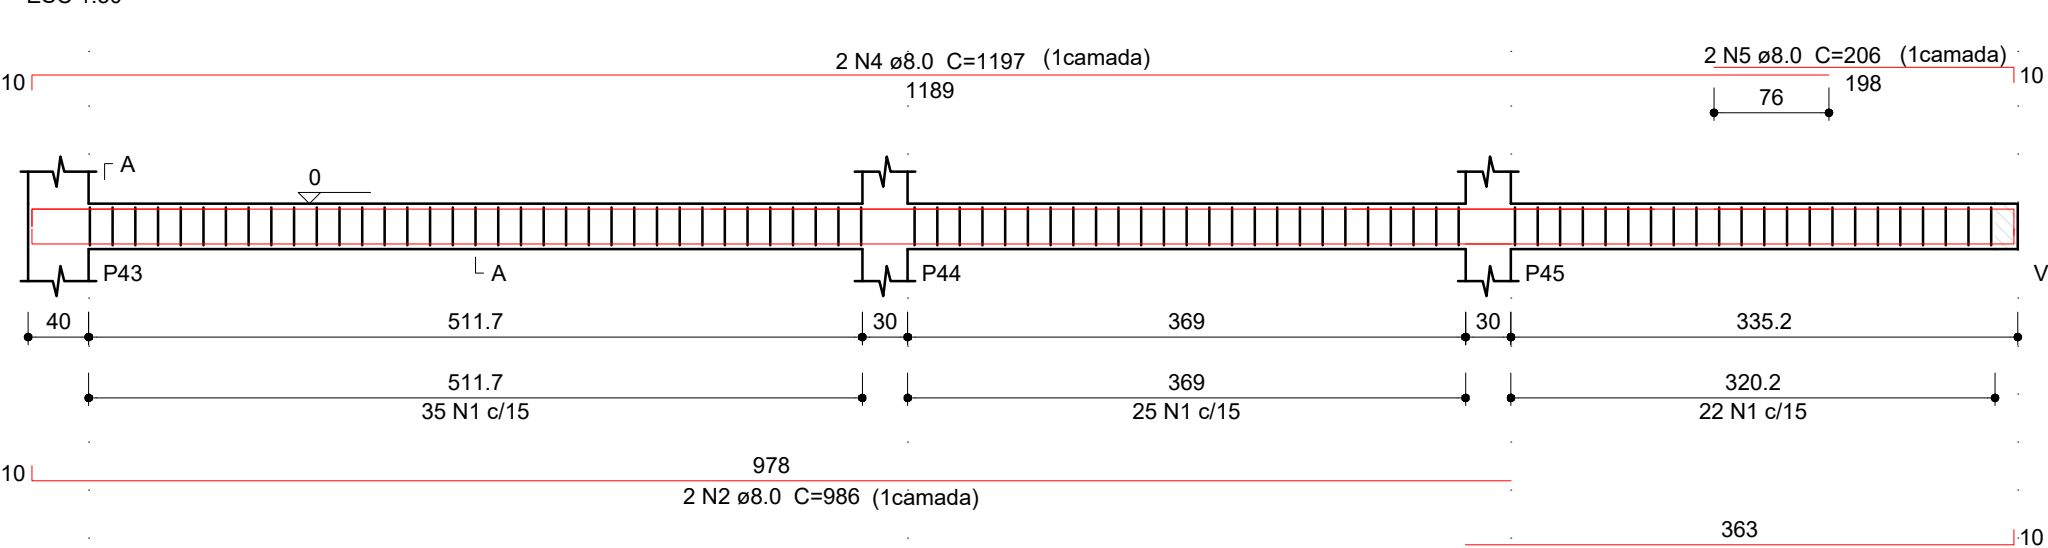 2 N4 ø8.0 C=1197 (1camada)
2 N5 ø8.0 C=206 (1camada)
10
10
1189
198
76
A
0
A
P43
P44
P45
V
40
511.7
30
369
30
335.2
511.7
369
320.2
35 N1 c/15
25 N1 c/15
22 N1 c/15
10
978
2 N2 ø8.0 C=986 (1camada)
363
10